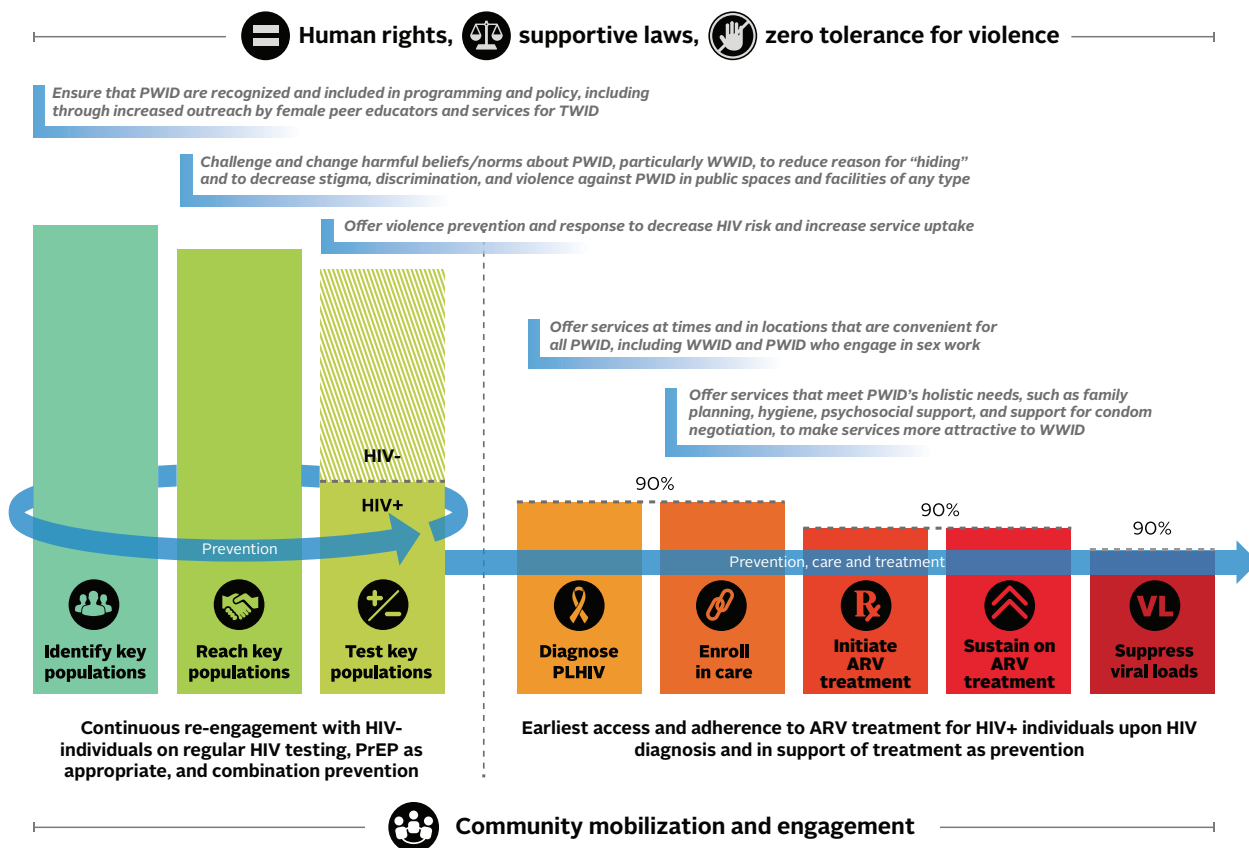 Human rights, supportive laws, zero tolerance for violence
Ensure that PWID are recognized and included in programming and policy, including
through increased outreach by female peer educators and services for TWID
Challenge and change harmful beliefs/norms about PWID, particularly WWID, to reduce reason for “hiding”
and to decrease stigma, discrimination, and violence against PWID in public spaces and facilities of any type
Offer violence prevention and response to decrease HIV risk and increase service uptake
Offer services at times and in locations that are convenient for
all PWID, including WWID and PWID who engage in sex work
Offer services that meet PWID’s holistic needs, such as family
planning, hygiene, psychosocial support, and support for condom
negotiation, to make services more attractive to WWID
HIV-
HIV+
90%
90%
90%
Prevention
Prevention, care and treatment
Identify key
populations
Reach key
populations
Test key
populations
Diagnose
PLHIV
Enroll
in care
Rx
Initiate
ARV
treatment
Sustain on
ARV
treatment
VL
Suppress
viral loads
Continuous re-engagement with HIV-
individuals on regular HIV testing, PrEP as
appropriate, and combination prevention
Earliest access and adherence to ARV treatment for HIV+ individuals upon HIV
diagnosis and in support of treatment as prevention
Community mobilization and engagement